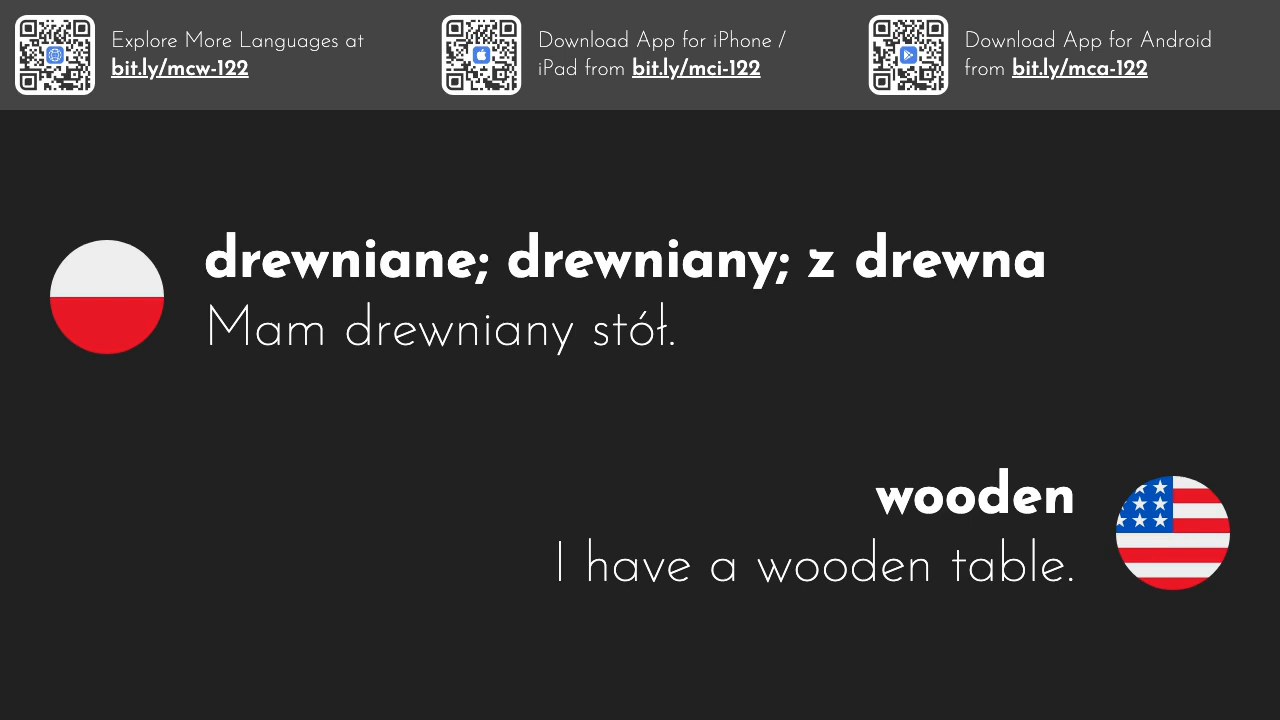 Explore More Languages at
bit.ly/mcw-122
Download App for iPhone /
iPad from bit.ly/mci-122
Download App for Android
from bit.ly/mca-122
drewniane; drewniany; z drewna
Mam drewniany stół.
wooden
I have a wooden table.